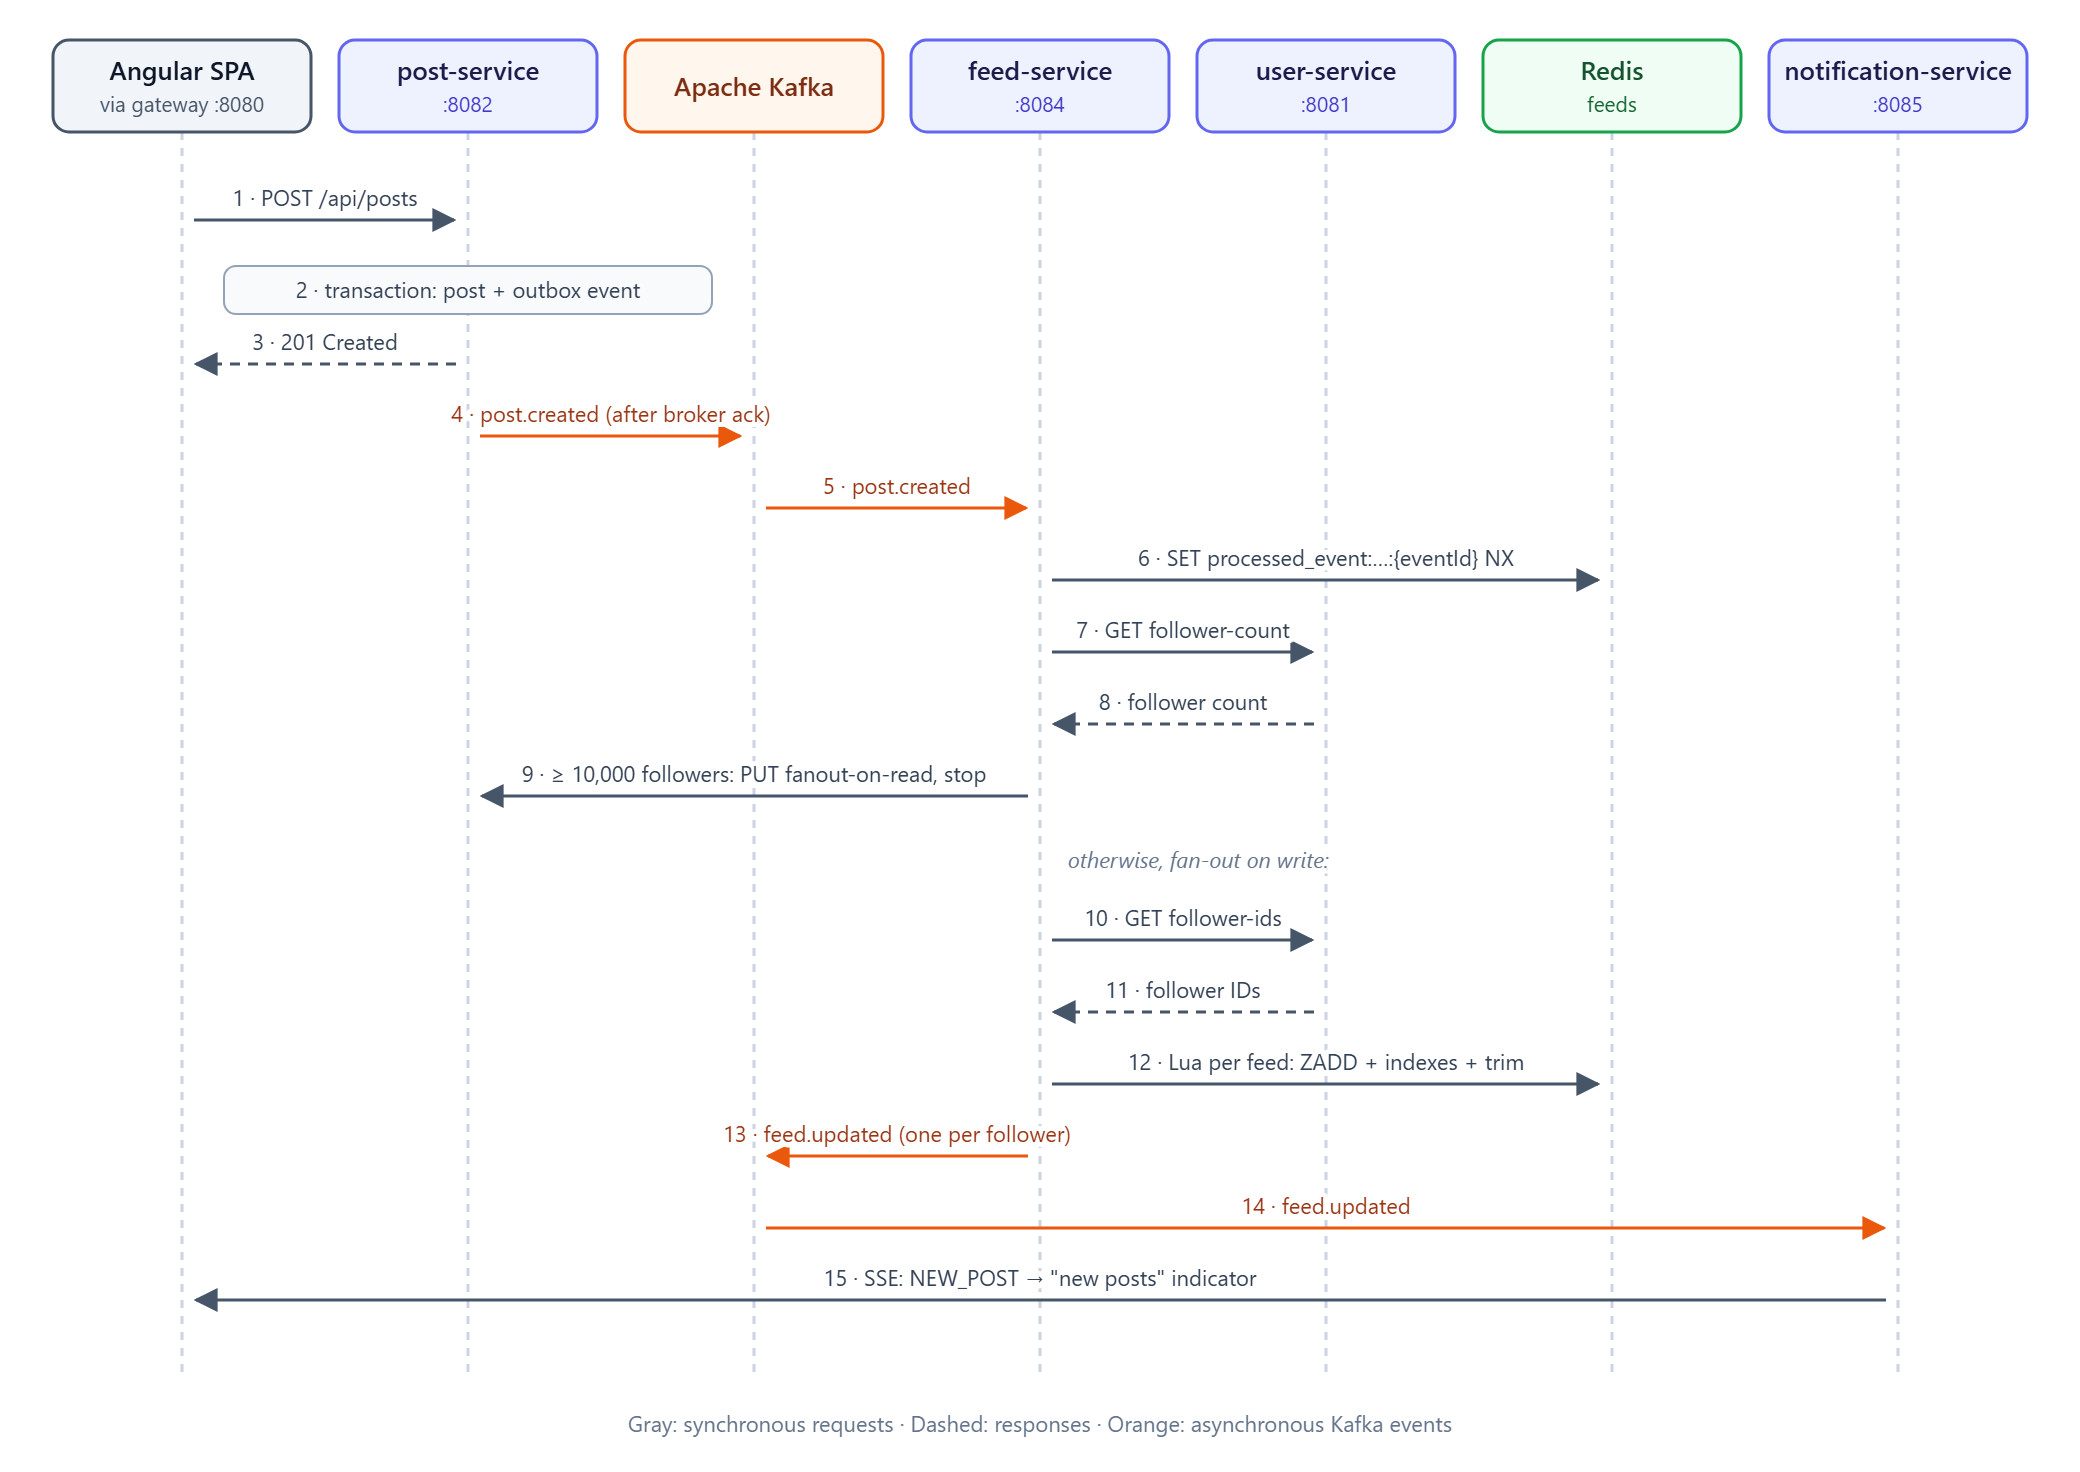 Angular SPA
via gateway :8080
post-service
:8082
Apache Kafka
feed-service
:8084
user-service
:8081
Redis
feeds
notification-service
:8085
1 · POST /api/posts
2 · transaction: post + outbox event
3 · 201 Created
4 · post.created (after broker ack)
5 · post.created
6 · SET processed_event:...:{eventId} NX
7 · GET follower-count
8 · follower count
9 · ≥ 10,000 followers: PUT fanout-on-read, stop
otherwise, fan-out on write:
10 · GET follower-ids
11 · follower IDs
12 · Lua per feed: ZADD + indexes + trim
13 · feed.updated (one per follower)
14 · feed.updated
15 · SSE: NEW_POST → "new posts" indicator
Gray: synchronous requests · Dashed: responses · Orange: asynchronous Kafka events